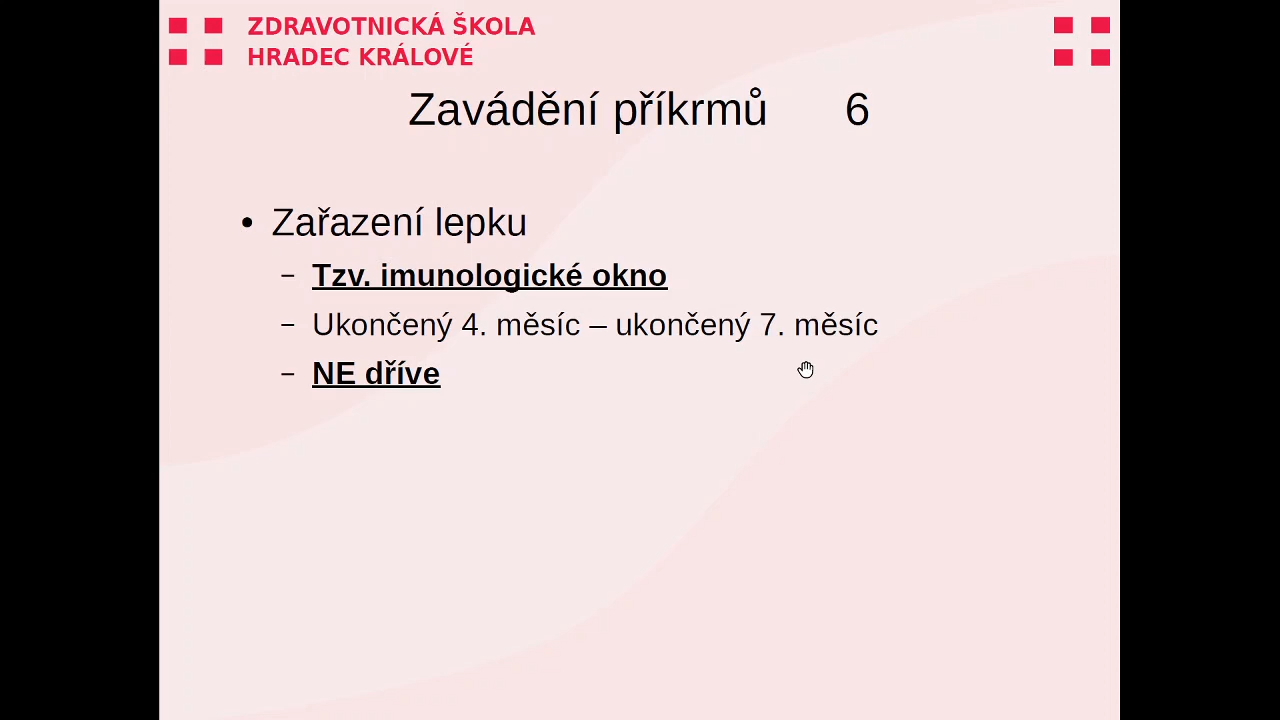 ZDRAVOTNICKÁ ŠKOLA
HRADEC KRÁLOVÉ
Zavádění příkrmů 6
• Zařazení lepku
– Tzv. imunologické okno
– Ukončený 4. měsíc – ukončený 7. měsíc
– NE dříve